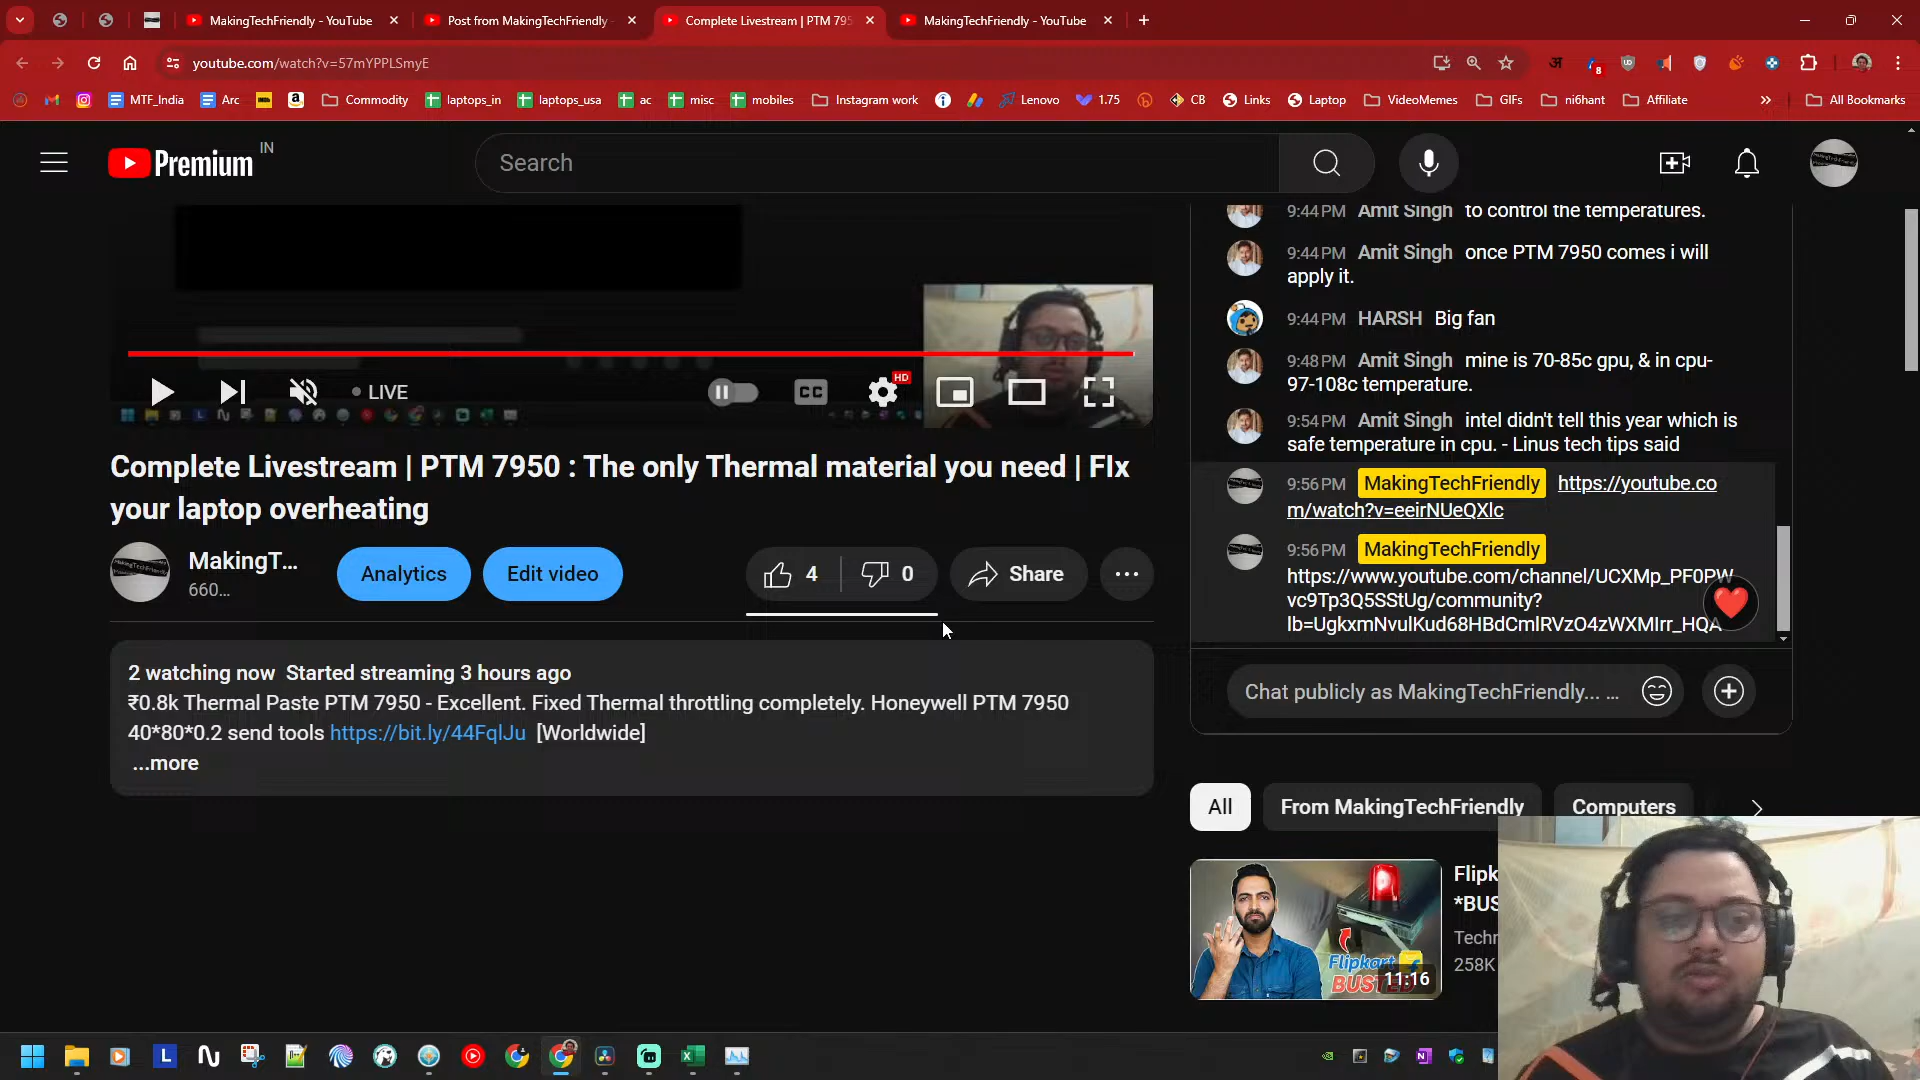 MakingTechFriendly - YouTube
Post from MakingTechFriendly
Complete Livestream | PTM 795
MakingTechFriendly - YouTube
youtube.com/watch?v=57mYPPLSmyE
अ
8
MTF_India
Arc
Commodity
laptops_in
laptops_usa
ac
misc
mobiles
Instagram work
Lenovo
1.75
CB
Links
Laptop
VideoMemes
GIFs
ni6hant
Affiliate
All Bookmarks
Premium
IN
Search
9:44 PM Amit Singh to control the temperatures.
9:44 PM Amit Singh once PTM 7950 comes i will
apply it.
9:44 PM HARSH Big fan
9:48 PM Amit Singh mine is 70-85c gpu, & in cpu-
97-108c temperature.
9:54 PM Amit Singh intel didn't tell this year which is
safe temperature in cpu. - Linus tech tips said
9:56 PM MakingTechFriendly https://youtube.co
m/watch?v=eeirNUeQXlc
9:56 PM MakingTechFriendly
https://www.youtube.com/channel/UCXMp_PF0PW
vc9Tp3Q5SStUg/community?
lb=UgkxmNvulKud68HBdCmlRVzO4zWXMIrr_HQA
Chat publicly as MakingTechFriendly... ...
LIVE
CC
HD
Complete Livestream | PTM 7950 : The only Thermal material you need | FIx
your laptop overheating
MakingT...
660...
Analytics
Edit video
4
0
Share
2 watching now Started streaming 3 hours ago
₹0.8k Thermal Paste PTM 7950 - Excellent. Fixed Thermal throttling completely. Honeywell PTM 7950
40*80*0.2 send tools https://bit.ly/44FqlJu [Worldwide]
...more
All
From MakingTechFriendly
Computers
Flipkart
BUSTED
11:16
Flipk
*BUS
Techn
258K
L
N